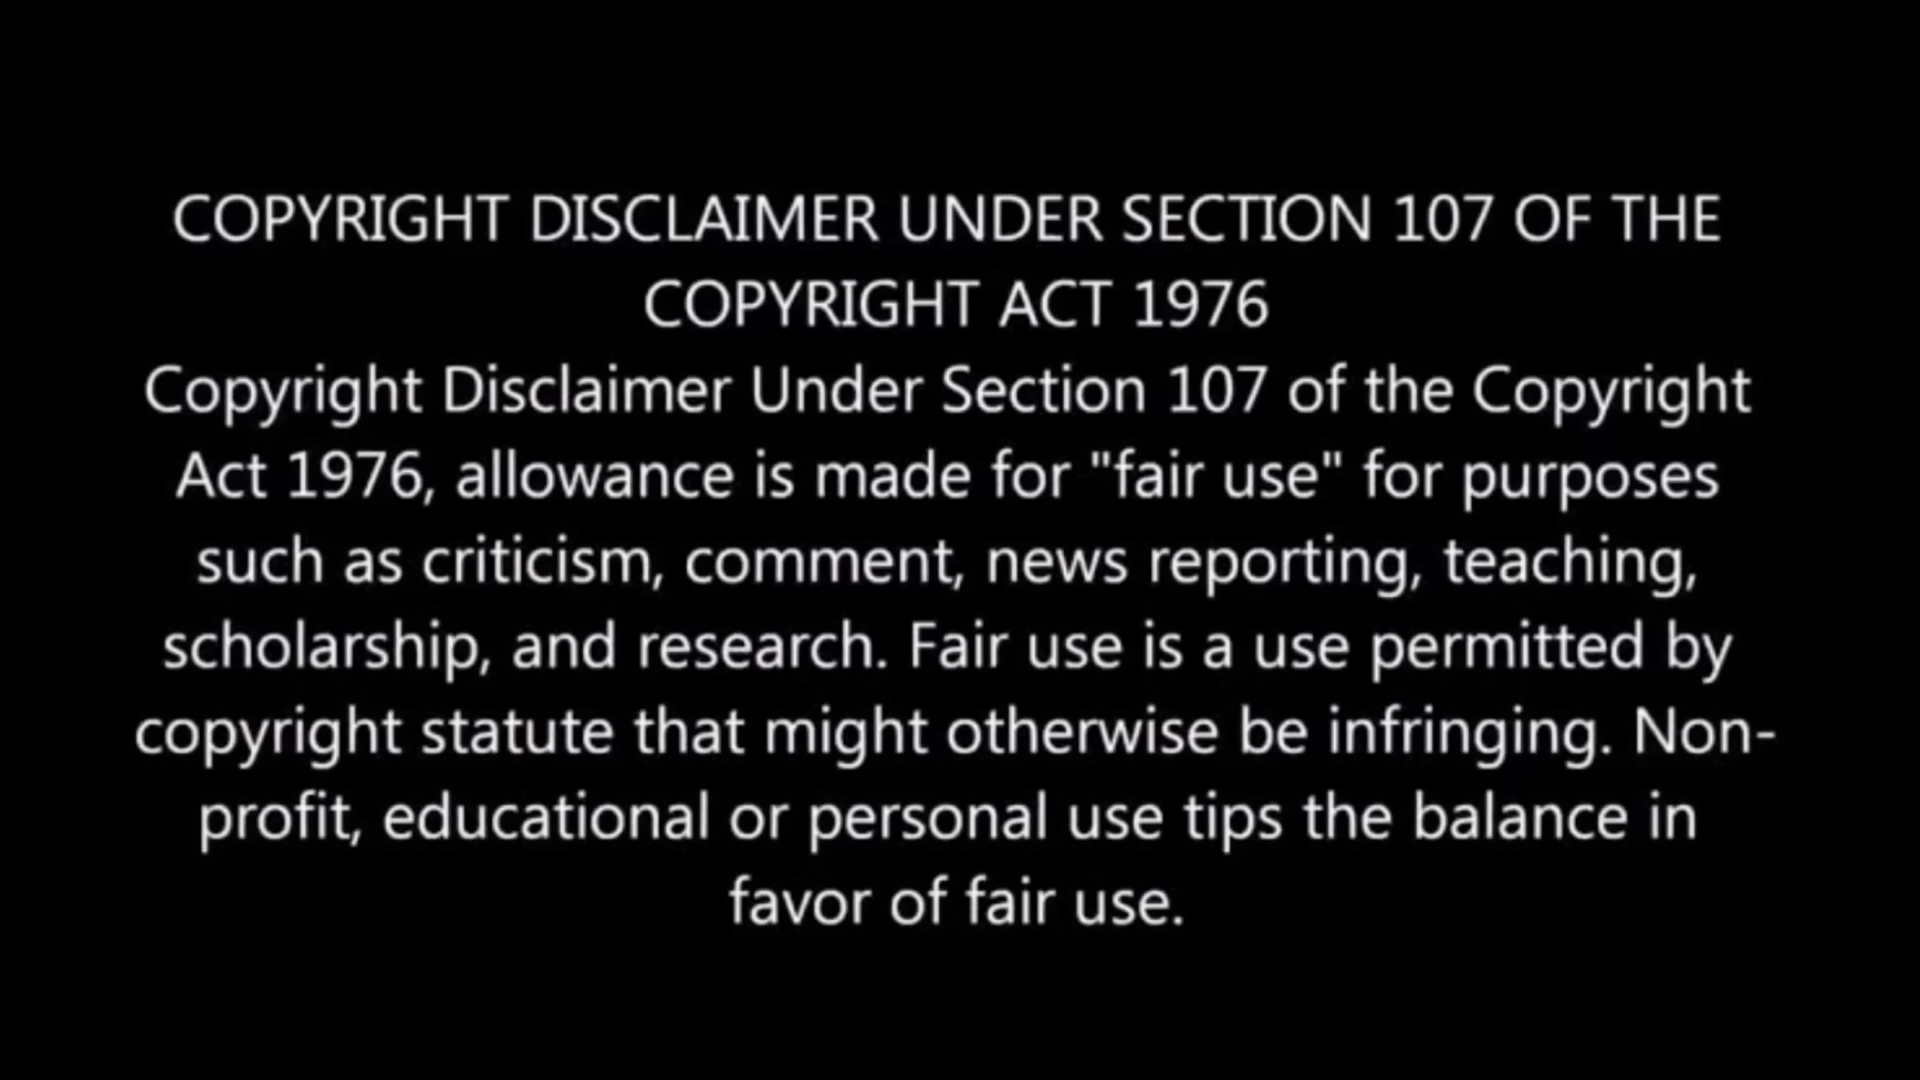 COPYRIGHT DISCLAIMER UNDER SECTION 107 OF THE
COPYRIGHT ACT 1976
Copyright Disclaimer Under Section 107 of the Copyright
Act 1976, allowance is made for "fair use" for purposes
such as criticism, comment, news reporting, teaching,
scholarship, and research. Fair use is a use permitted by
copyright statute that might otherwise be infringing. Non-
profit, educational or personal use tips the balance in
favor of fair use.